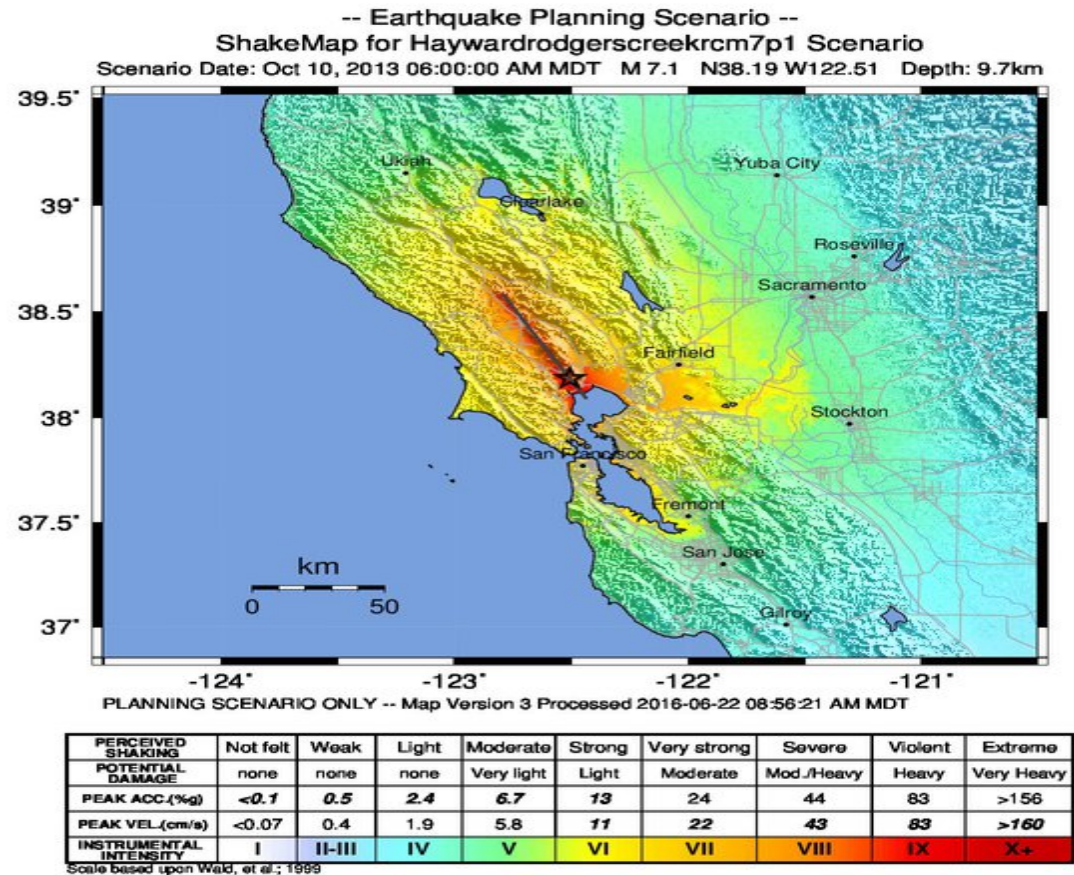 -- Earthquake Planning Scenario --
ShakeMap for Haywardrodgerscreekrcm7p1 Scenario
Scenario Date: Oct 10, 2013 06:00:00 AM MDT M 7.1 N38.19 W122.51 Depth: 9.7km
39.5˚
Ukiah
Yuba City
39˚
Clearlake
Roseville
Sacramento
38.5˚
Fairfield
38˚
Stockton
San Francisco
37.5˚
Fremont
San Jose
km
0 50
Gilroy
37˚
-124˚ -123˚ -122˚ -121˚
PLANNING SCENARIO ONLY -- Map Version 3 Processed 2016-06-22 08:56:21 AM MDT
PERCEIVED SHAKING Not felt Weak Light Moderate Strong Very strong Severe Violent Extreme
POTENTIAL DAMAGE none none none Very light Light Moderate Mod./Heavy Heavy Very Heavy
PEAK ACC.(%g) <0.1 0.5 2.4 6.7 13 24 44 83 >156
PEAK VEL.(cm/s) <0.07 0.4 1.9 5.8 11 22 43 83 >160
INSTRUMENTAL INTENSITY I II-III IV V VI VII VIII IX X+
Scale based upon Wald, et al.; 1999